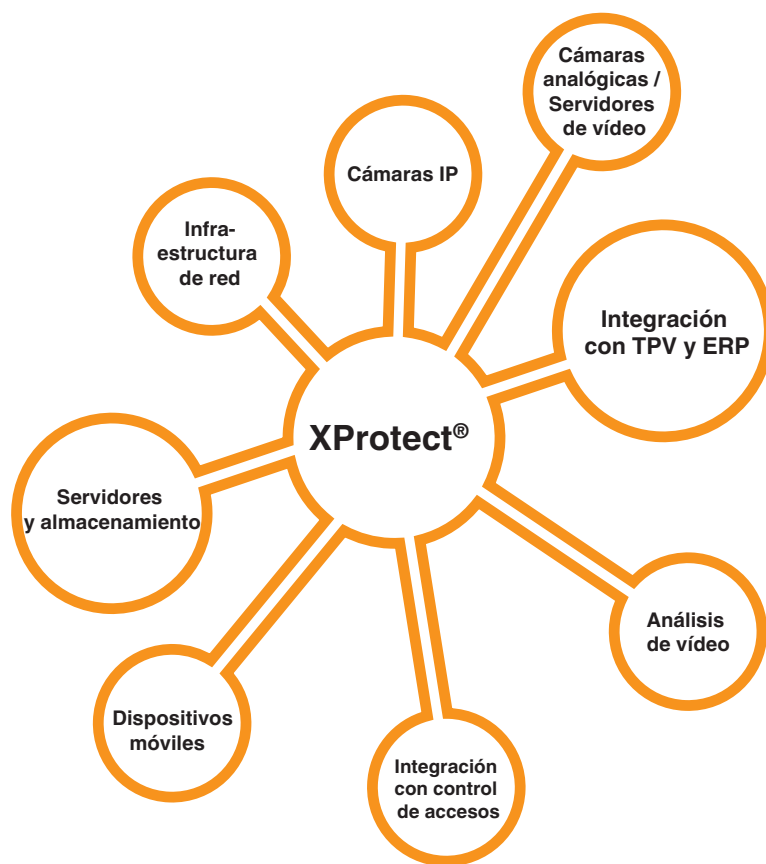 Cámaras
analógicas /
Servidores
de vídeo
Cámaras IP
Infra-
estructura
de red
Integración
con TPV y ERP
XProtect®
Servidores
y almacenamiento
Análisis
de vídeo
Dispositivos
móviles
Integración
con control
de accesos